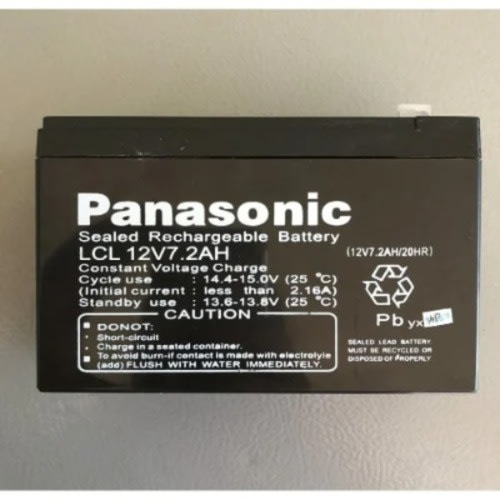 Panasonic
Sealed Rechargeable Battery
LCL 12V7.2AH
(12V7.2AH/20HR)
Constant Voltage Charge
Cycle use : 14.4-15.0V (25 °C)
(Initial current : less than 2.16A)
Standby use : 13.6-13.8V (25 °C)
CAUTION
DONOT:
Short-circuit
Charge in a sealed container.
To avoid burn-if contact is made with electrolyie
(add) FLUSH WITH WATER IMMEDIATELY.
Pb yx
SEALED LEAD BATTERY
MUST BE RECYCLED OR
DISPOSED OF PROPERLY